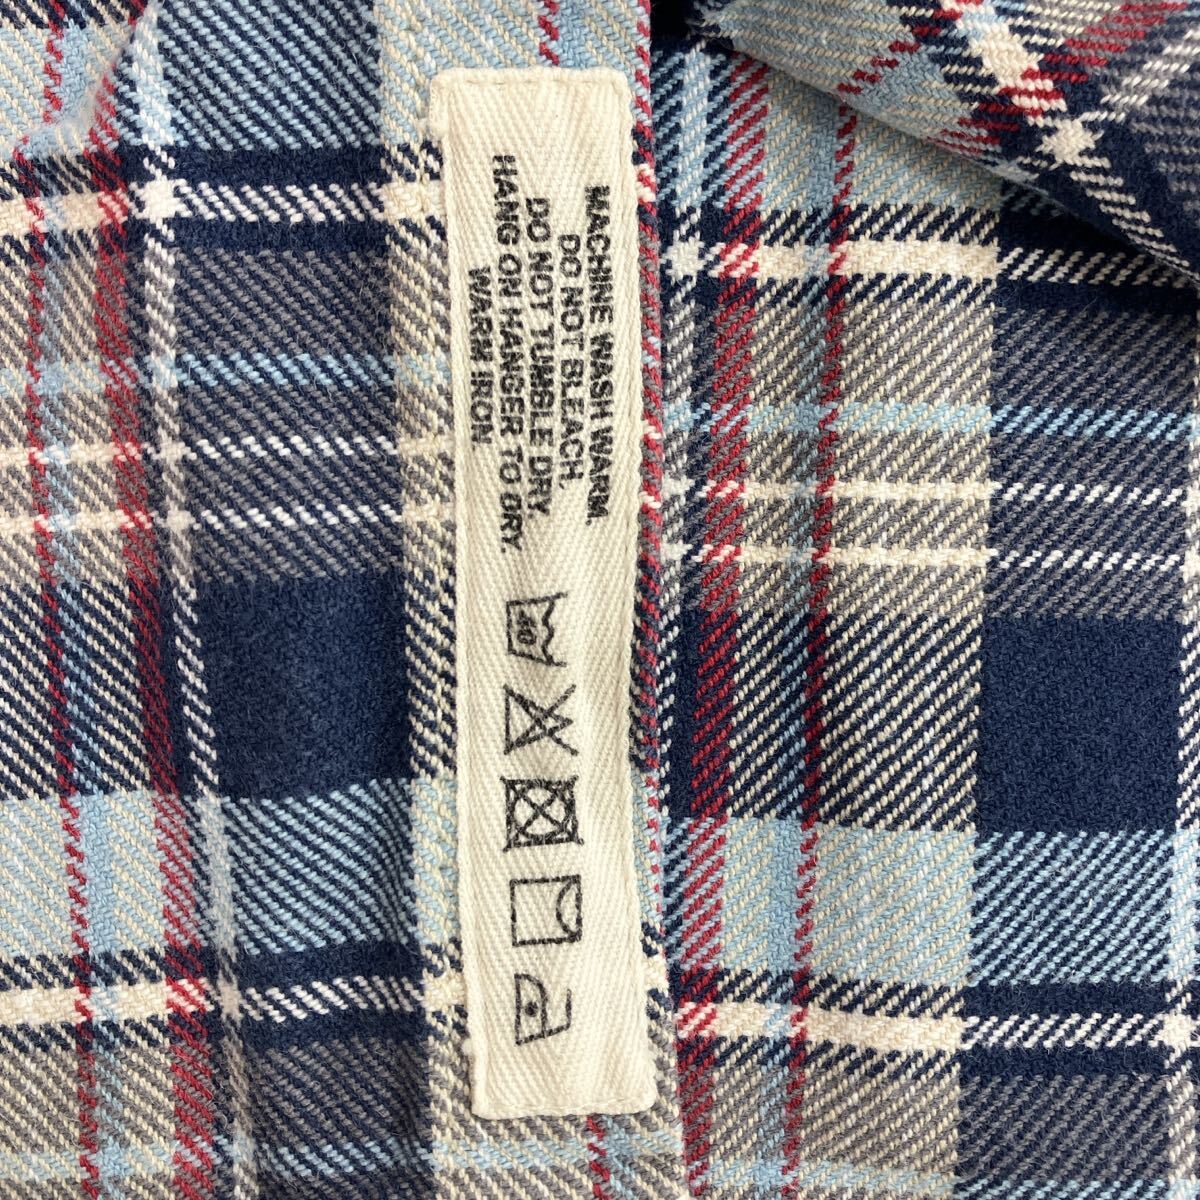 MACHINE WASH WARM.
DO NOT BLEACH.
DO NOT TUMBLE DRY.
HANG ON HANGER TO DRY.
WARM IRON
40